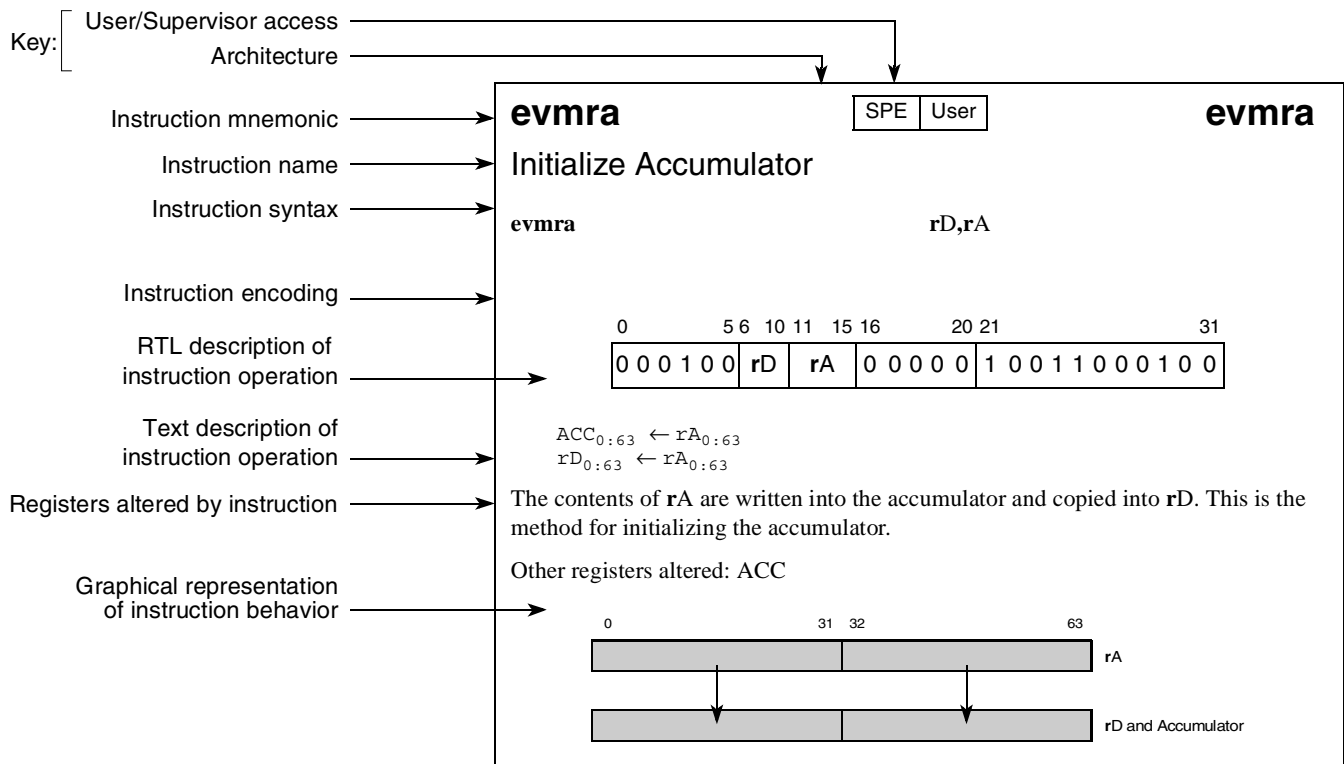 Key:
User/Supervisor access
Architecture
Instruction mnemonic
Instruction name
Instruction syntax
Instruction encoding
RTL description of
instruction operation
Text description of
instruction operation
Registers altered by instruction
Graphical representation
of instruction behavior
evmra SPE User evmra
Initialize Accumulator
evmra rD,rA
0 5 6 10 11 15 16 20 21 31
0 0 0 1 0 0 rD rA 0 0 0 0 0 1 0 0 1 1 0 0 0 1 0 0
ACC0:63 ← rA0:63
rD0:63 ← rA0:63
The contents of rA are written into the accumulator and copied into rD. This is the
method for initializing the accumulator.
Other registers altered: ACC
0 31 32 63
rA
rD and Accumulator